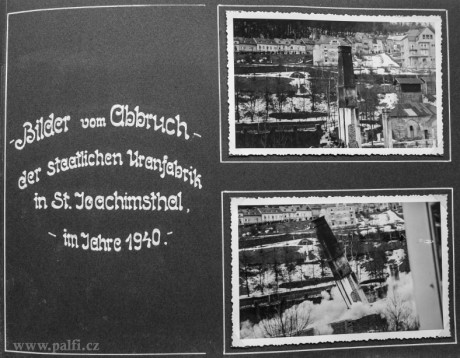 -Bilder vom Abbruch-
der staatlichen Uranfabrik
in St. Joachimsthal,
- im Jahre 1940. -
www.palfi.cz